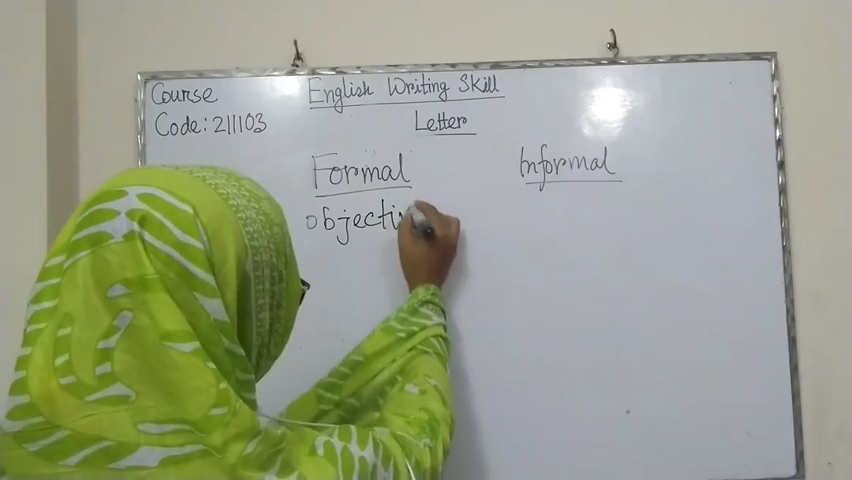 Course English Writing Skill
Code: 211103 Letter
Formal Informal
objecti